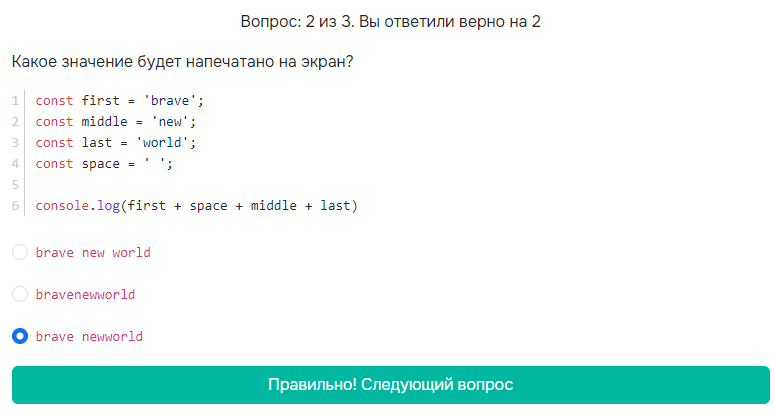 Вопрос: 2 из 3. Вы ответили верно на 2
Какое значение будет напечатано на экран?
1 const first = 'brave';
2 const middle = 'new';
3 const last = 'world';
4 const space = ' ';
5
6 console.log(first + space + middle + last)
brave new world
bravenewworld
brave newworld
Правильно! Следующий вопрос